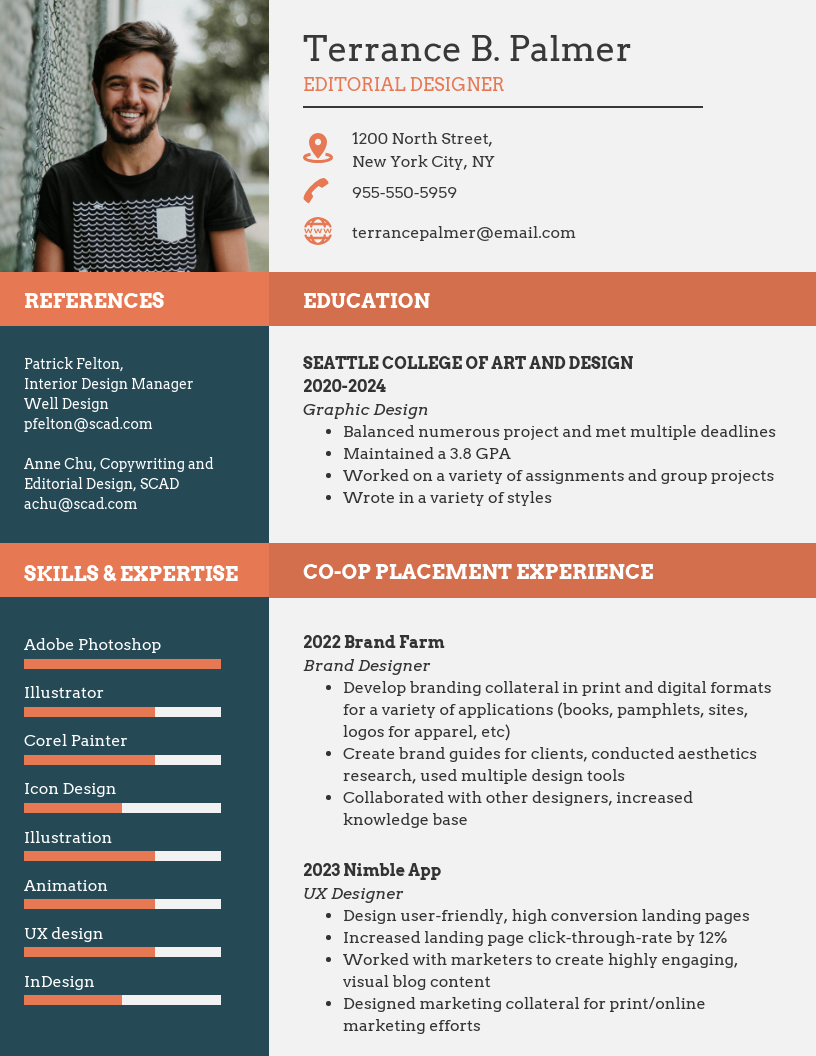 Terrance B. Palmer
EDITORIAL DESIGNER
1200 North Street,
New York City, NY
955-550-5959
WWW
terrancepalmer@email.com
REFERENCES
Patrick Felton,
Interior Design Manager
Well Design
pfelton@scad.com
Anne Chu, Copywriting and
Editorial Design, SCAD
achu@scad.com
EDUCATION
SEATTLE COLLEGE OF ART AND DESIGN
2020-2024
Graphic Design
• Balanced numerous project and met multiple deadlines
• Maintained a 3.8 GPA
• Worked on a variety of assignments and group projects
• Wrote in a variety of styles
SKILLS & EXPERTISE
Adobe Photoshop
Illustrator
Corel Painter
Icon Design
Illustration
Animation
UX design
InDesign
CO-OP PLACEMENT EXPERIENCE
2022 Brand Farm
Brand Designer
• Develop branding collateral in print and digital formats
for a variety of applications (books, pamphlets, sites,
logos for apparel, etc)
• Create brand guides for clients, conducted aesthetics
research, used multiple design tools
• Collaborated with other designers, increased
knowledge base
2023 Nimble App
UX Designer
• Design user-friendly, high conversion landing pages
• Increased landing page click-through-rate by 12%
• Worked with marketers to create highly engaging,
visual blog content
• Designed marketing collateral for print/online
marketing efforts